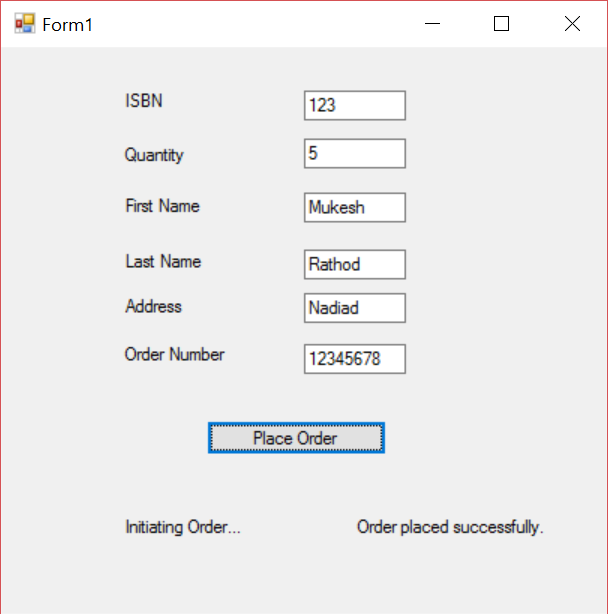 Form1
ISBN 123
Quantity 5
First Name Mukesh
Last Name Rathod
Address Nadiad
Order Number 12345678
Place Order
Initiating Order... Order placed successfully.